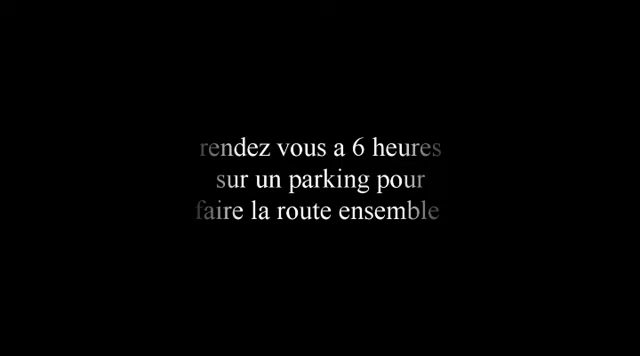 rendez vous a 6 heures
sur un parking pour
faire la route ensemble